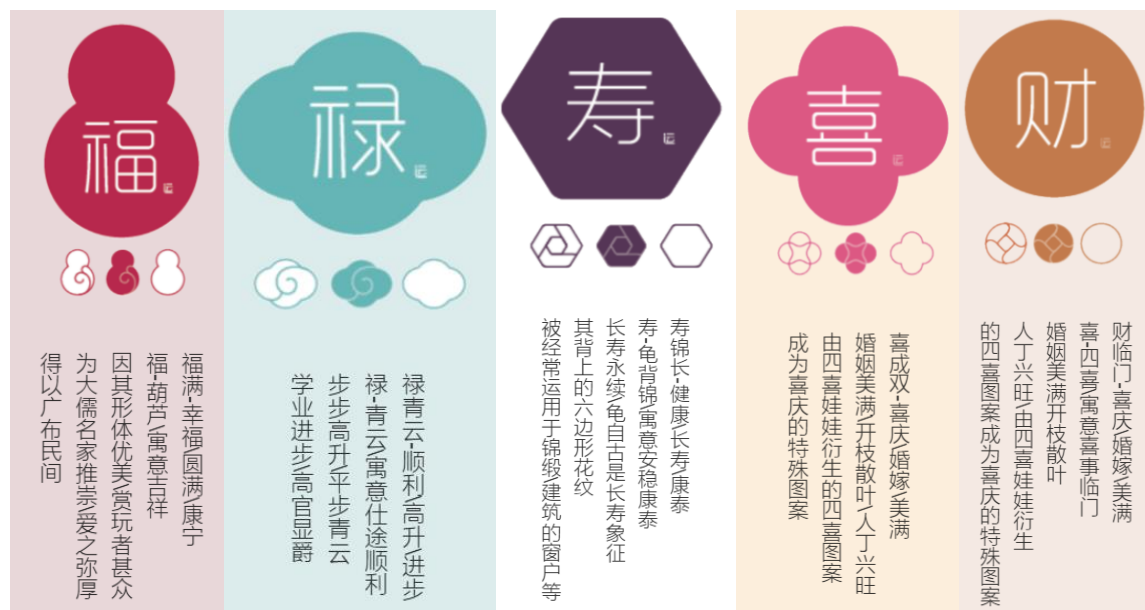 福
福满-幸福/圆满/康宁
福-葫芦/寓意吉祥
因其形体优美/赏玩者甚众
为大儒名家推崇/爱之弥厚
得以广布民间
禄
禄青云-顺利/高升/进步
禄-青云/寓意仕途顺利
步步高升/平步青云
学业进步/高官显爵
寿
寿锦长-健康/长寿/康泰
寿-龟背锦/寓意安稳康泰
长寿永续/龟自古是长寿象征
其背上的六边形花纹
被经常运用于锦缎建筑的窗户等
喜
喜成双-喜庆/婚嫁/美满
婚姻美满/开枝散叶/人丁兴旺
由四喜娃娃衍生的四喜图案
成为喜庆的特殊图案
财
财临门-喜庆/婚嫁/美满
喜-四喜/寓意喜事临门
婚姻美满开枝散叶
人丁兴旺/由四喜娃娃衍生
的四喜图案成为喜庆的特殊图案